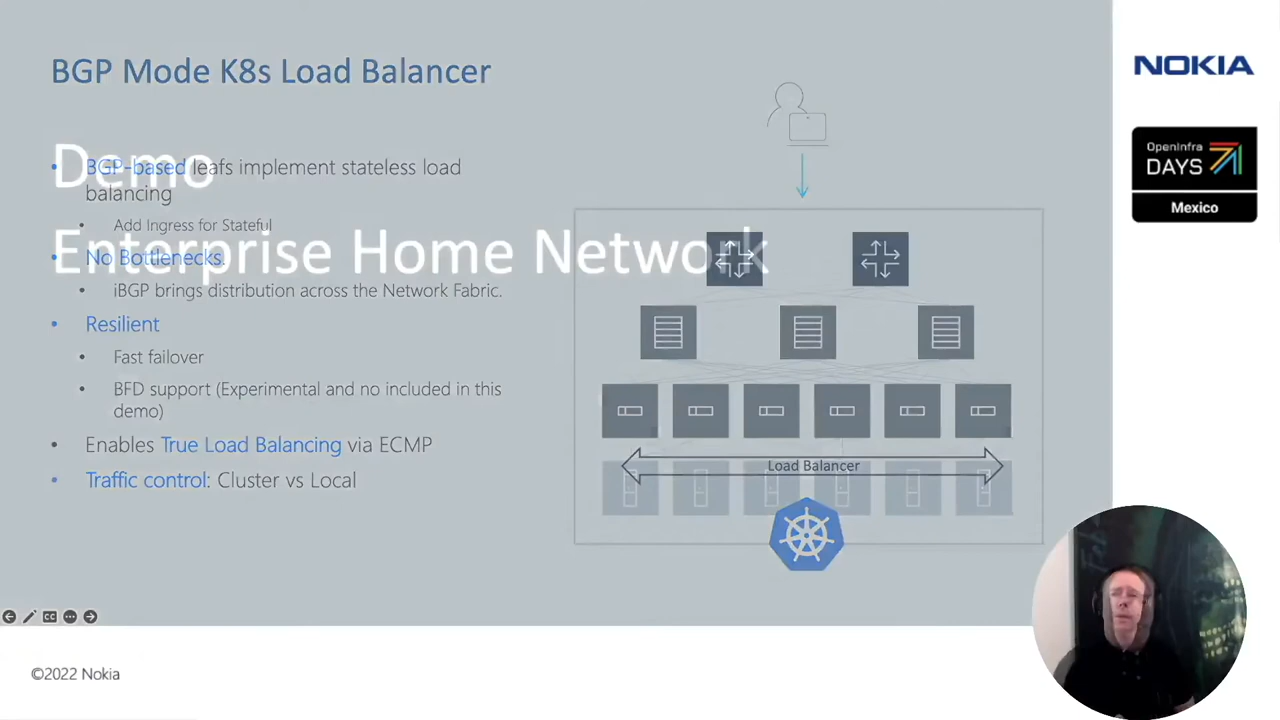 BGP Mode K8s Load Balancer
Demo
• BGP-based leafs implement stateless load
balancing
• Add Ingress for Stateful
Enterprise Home Network
• No Bottlenecks.
• iBGP brings distribution across the Network Fabric.
• Resilient
• Fast failover
• BFD support (Experimental and no included in this
demo)
• Enables True Load Balancing via ECMP
• Traffic control: Cluster vs Local
Load Balancer
CC
©2022 Nokia
NOKIA
OpenInfra
DAYS
Mexico